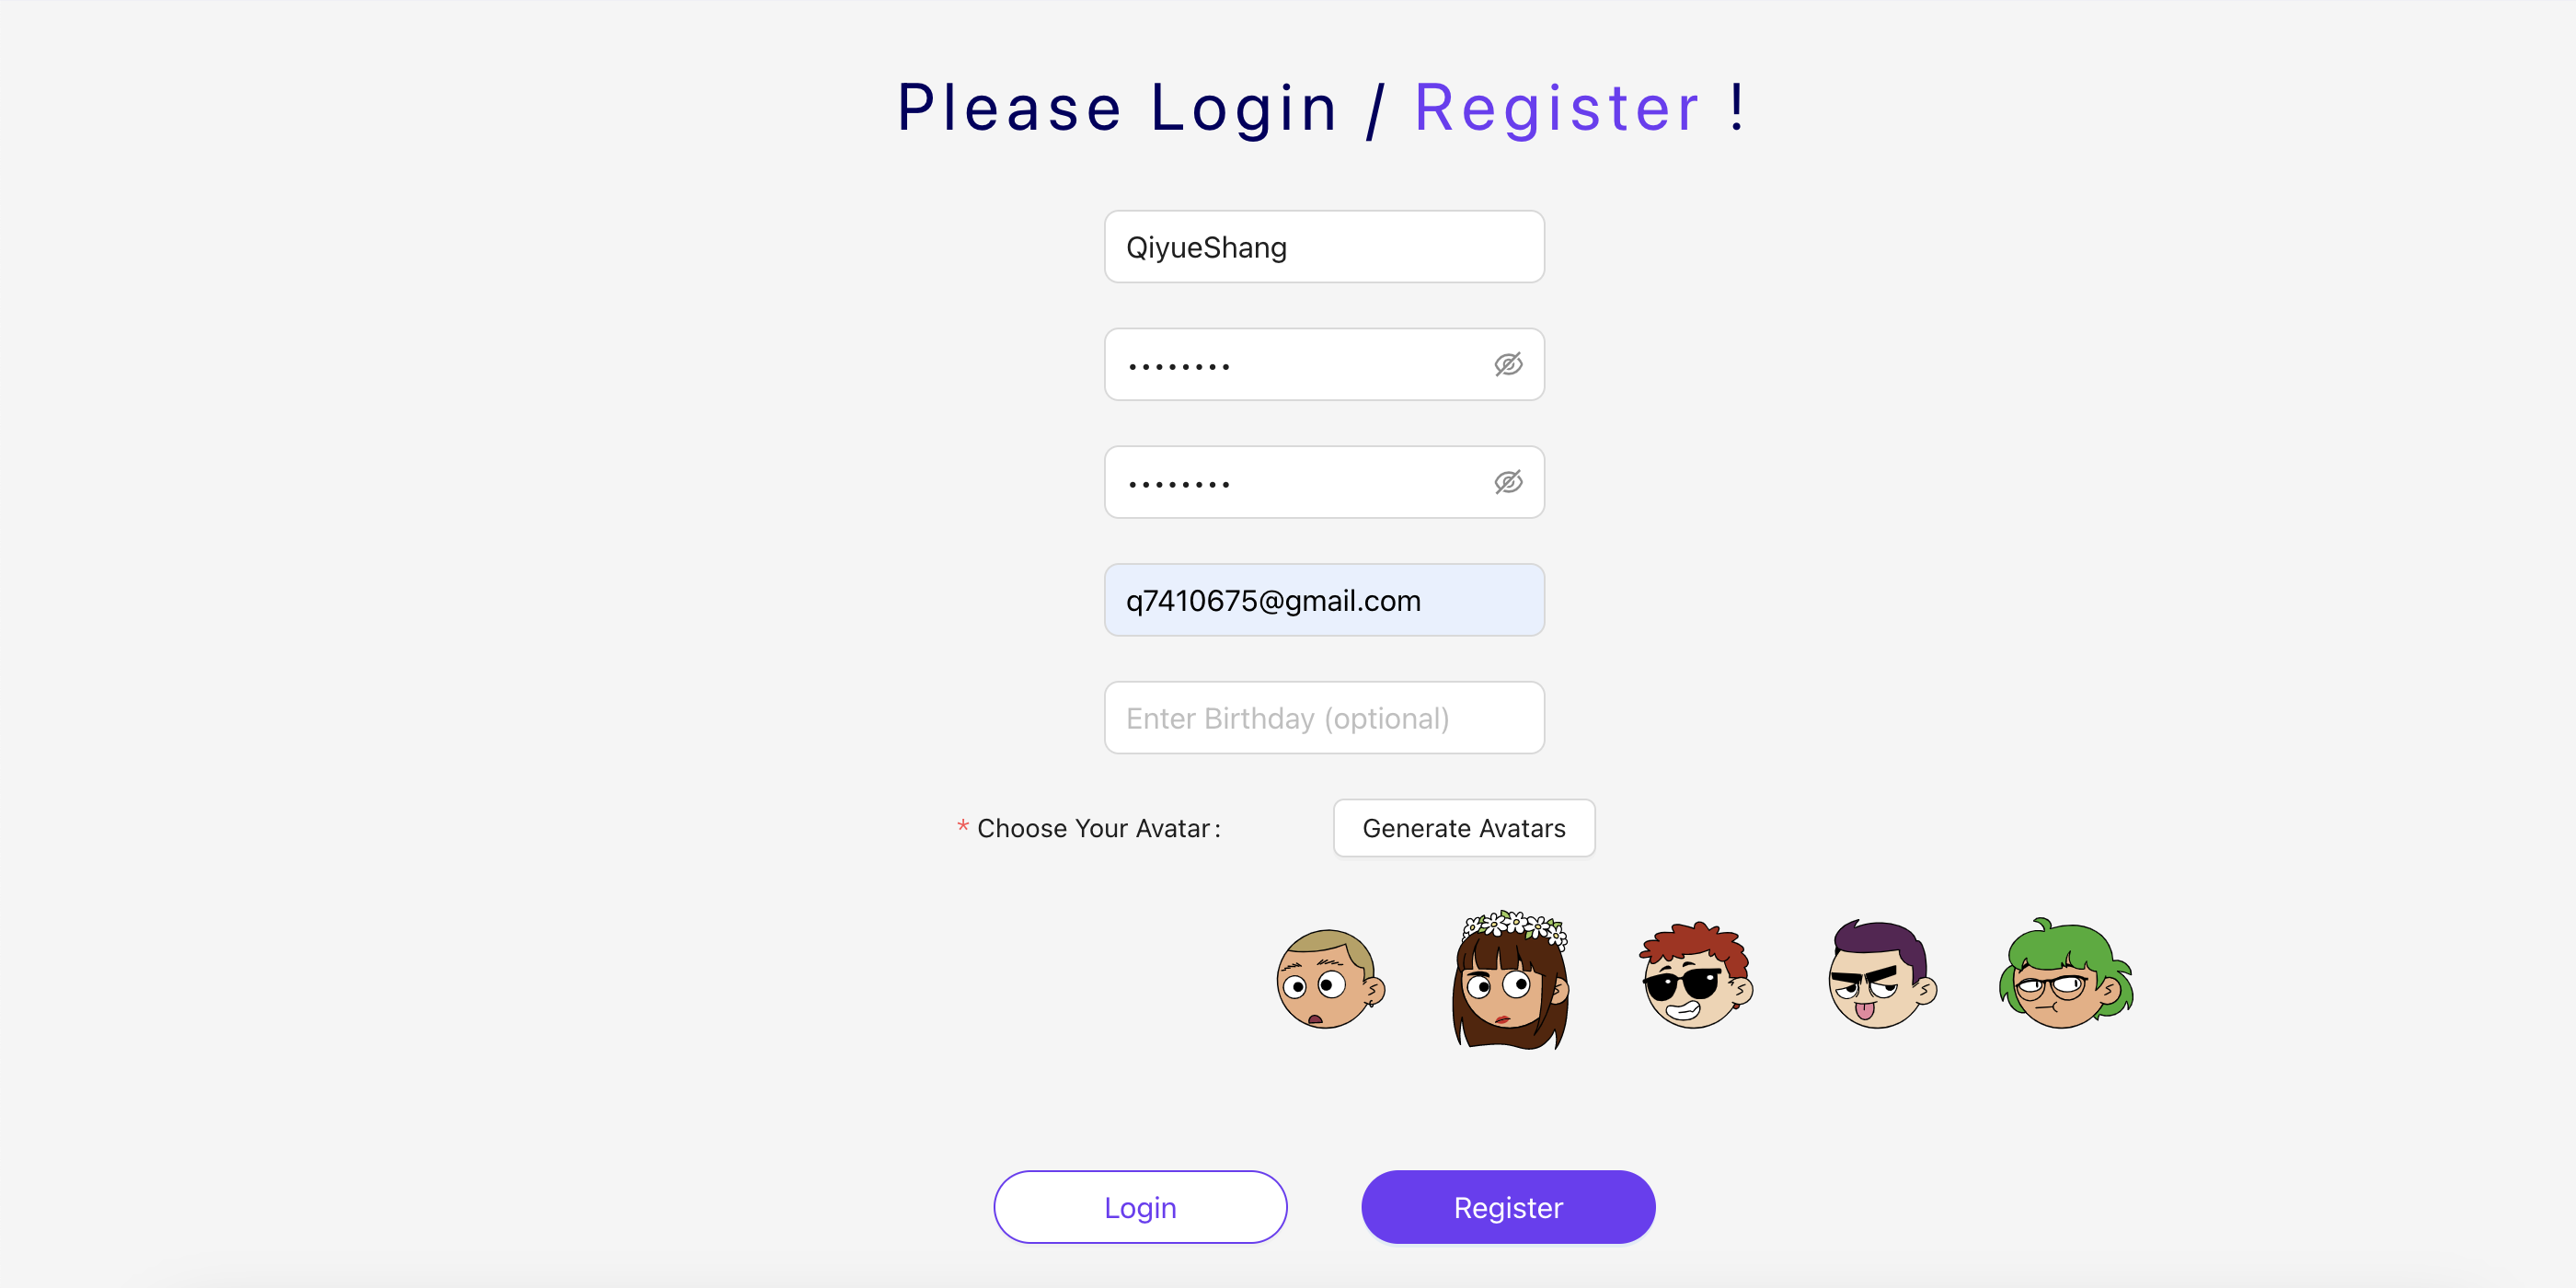 Please Login / Register !
QiyueShang
••••••••
••••••••
q7410675@gmail.com
Enter Birthday (optional)
* Choose Your Avatar: Generate Avatars
Login Register